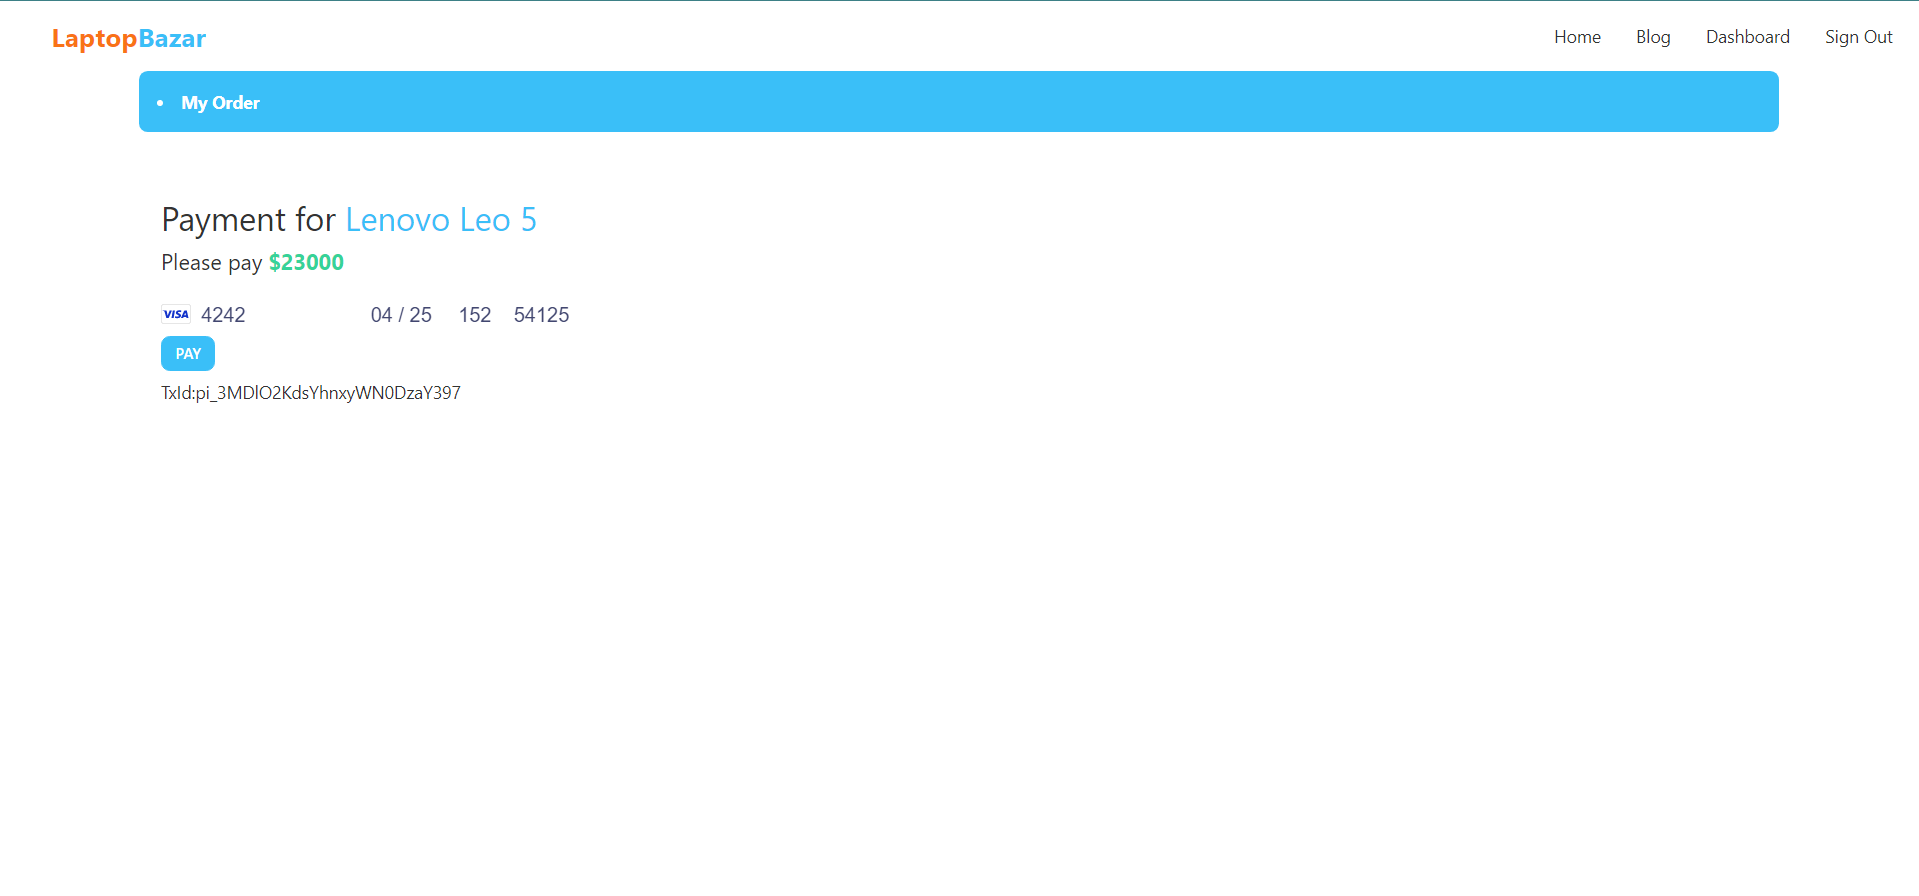 LaptopBazar Home Blog Dashboard Sign Out
• My Order
Payment for Lenovo Leo 5
Please pay $23000
VISA 4242 04 / 25 152 54125
PAY
TxId:pi_3MDlO2KdsYhnxyWN0DzaY397